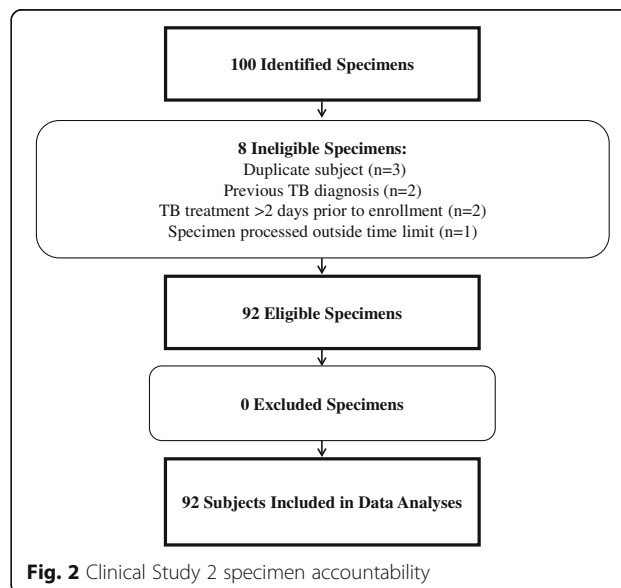 100 Identified Specimens
8 Ineligible Specimens:
Duplicate subject (n=3)
Previous TB diagnosis (n=2)
TB treatment >2 days prior to enrollment (n=2)
Specimen processed outside time limit (n=1)
92 Eligible Specimens
0 Excluded Specimens
92 Subjects Included in Data Analyses
Fig. 2 Clinical Study 2 specimen accountability